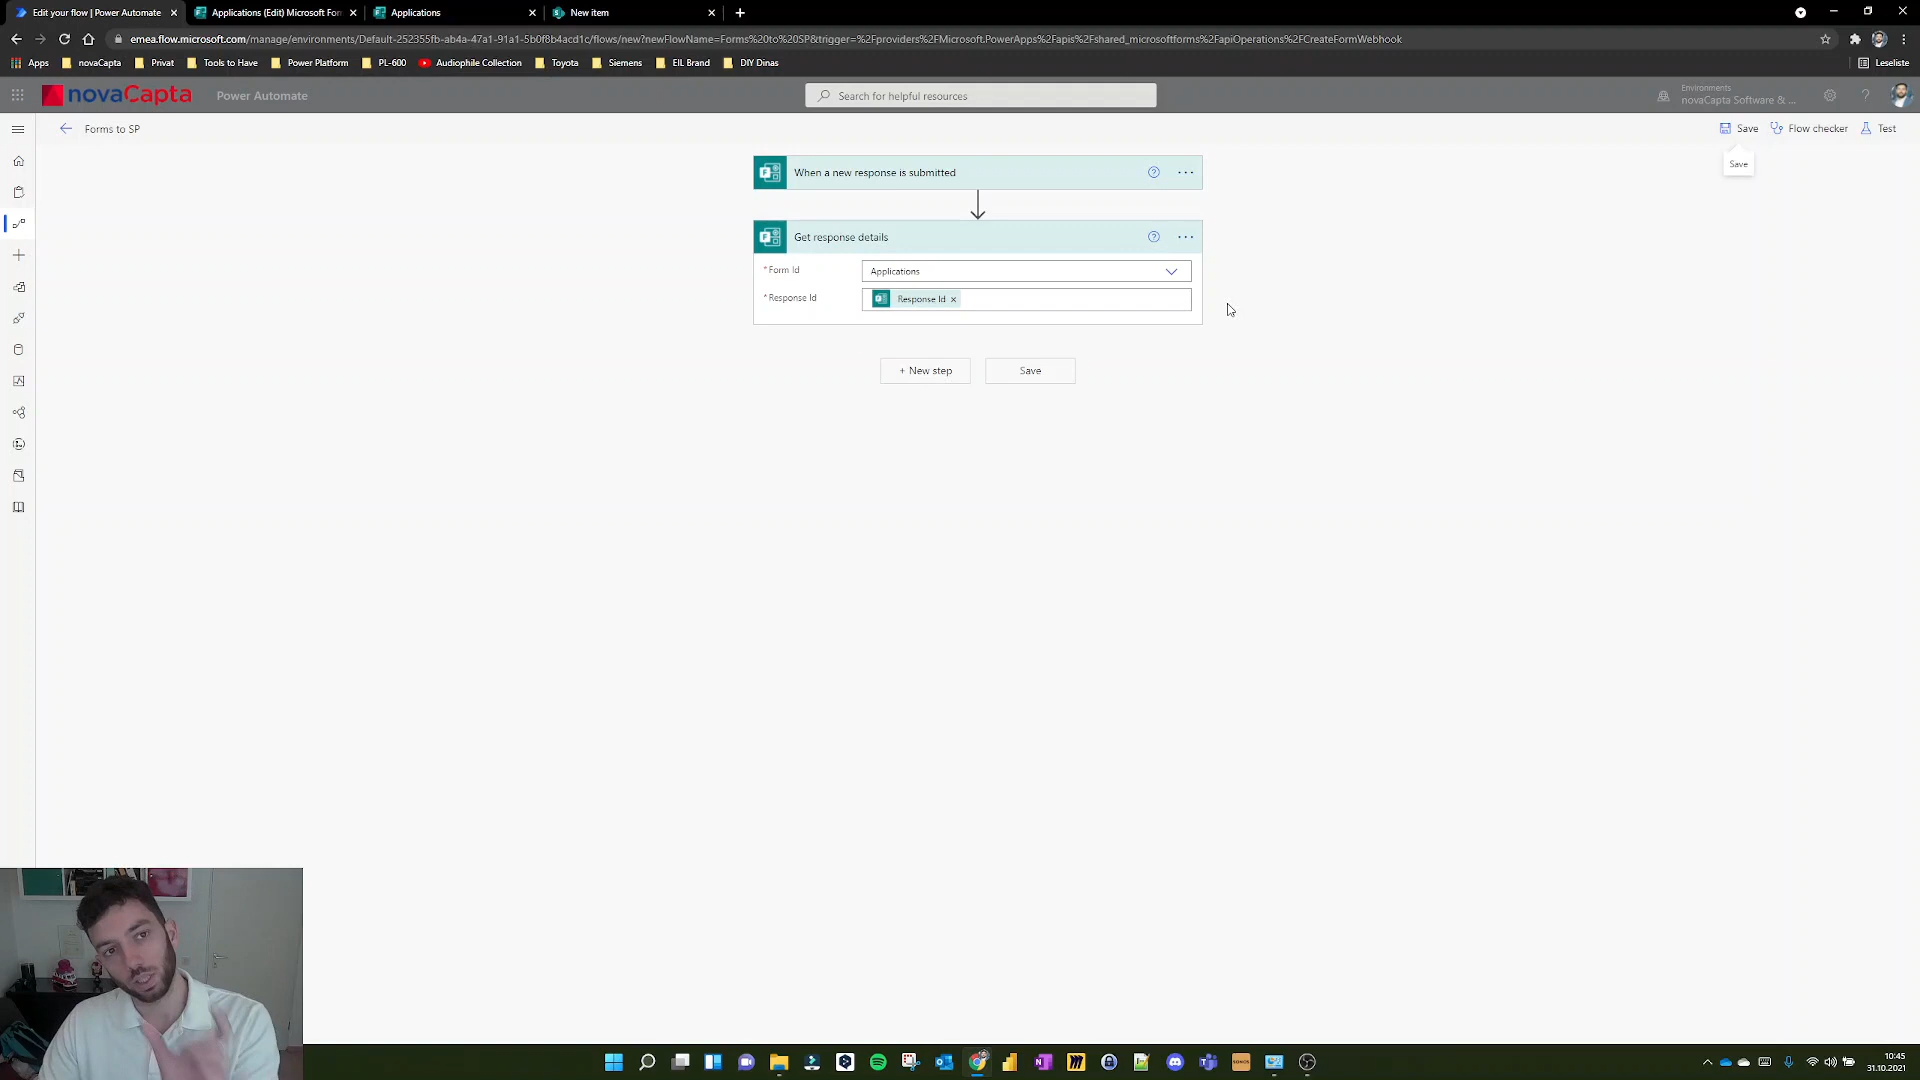 Edit your flow | Power Automate
Applications (Edit) Microsoft For
Applications
New item
emea.flow.microsoft.com/manage/environments/Default-252355fb-ab4a-47a1-91a1-5b0f8b4acd1c/flows/new?newFlowName=Forms%20to%20SP&trigger=%2Fproviders%2FMicrosoft.PowerApps%2Fapis%2Fshared_microsoftforms%2FapiOperations%2FCreateFormWebhook
Apps
novaCapta
Privat
Tools to Have
Power Platform
PL-600
Audiophile Collection
Toyota
Siemens
EIL Brand
DIY Dinas
Leseliste
novaCapta
Power Automate
Search for helpful resources
Environments
novaCapta Software & ...
Forms to SP
Save
Flow checker
Test
Save
When a new response is submitted
Get response details
* Form Id
Applications
* Response Id
Response Id
+ New step
Save
10:45
31.10.2021